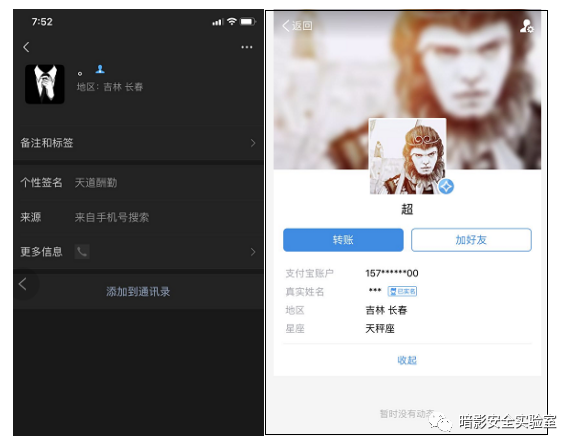 7:52
。
地区：吉林 长春
备注和标签
个性签名 天道酬勤
来源 来自手机号搜索
更多信息
添加到通讯录
返回
超
转账 加好友
支付宝账户 157******00
真实姓名 *** 已实名
地区 吉林 长春
星座 天秤座
收起
暂时没有动态
暗影安全实验室